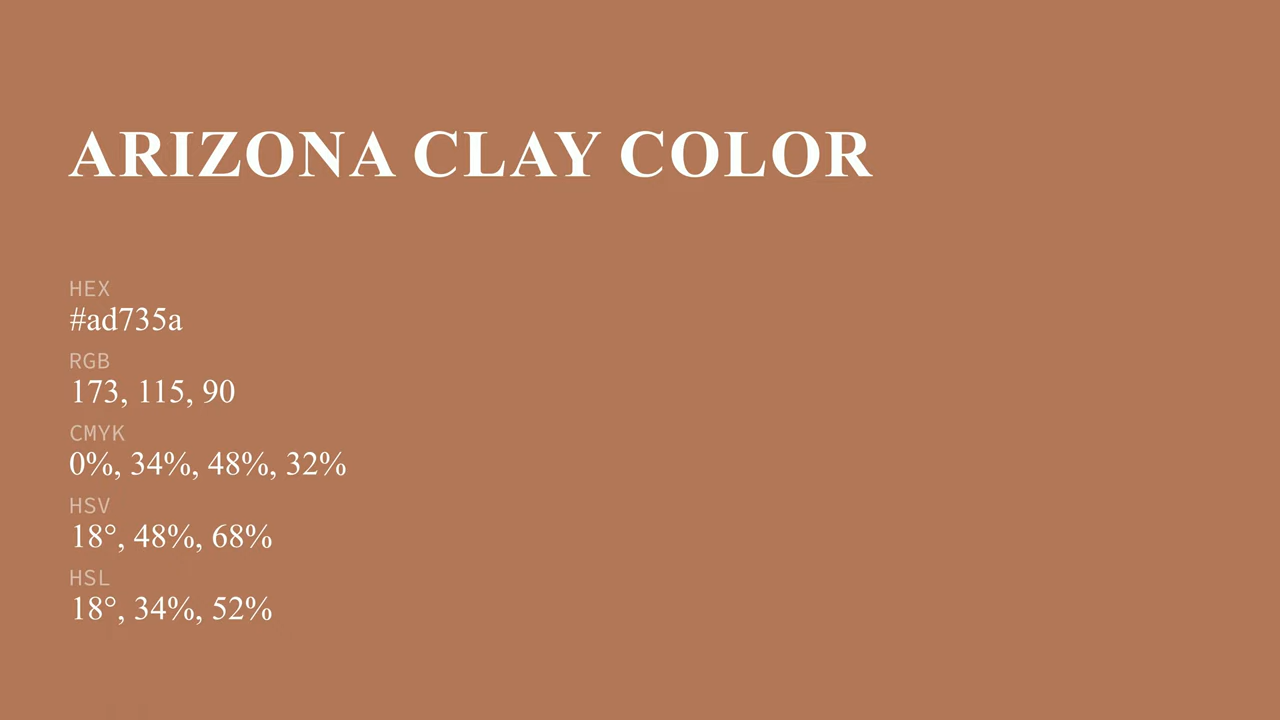 ARIZONA CLAY COLOR
HEX
#ad735a
RGB
173, 115, 90
CMYK
0%, 34%, 48%, 32%
HSV
18°, 48%, 68%
HSL
18°, 34%, 52%